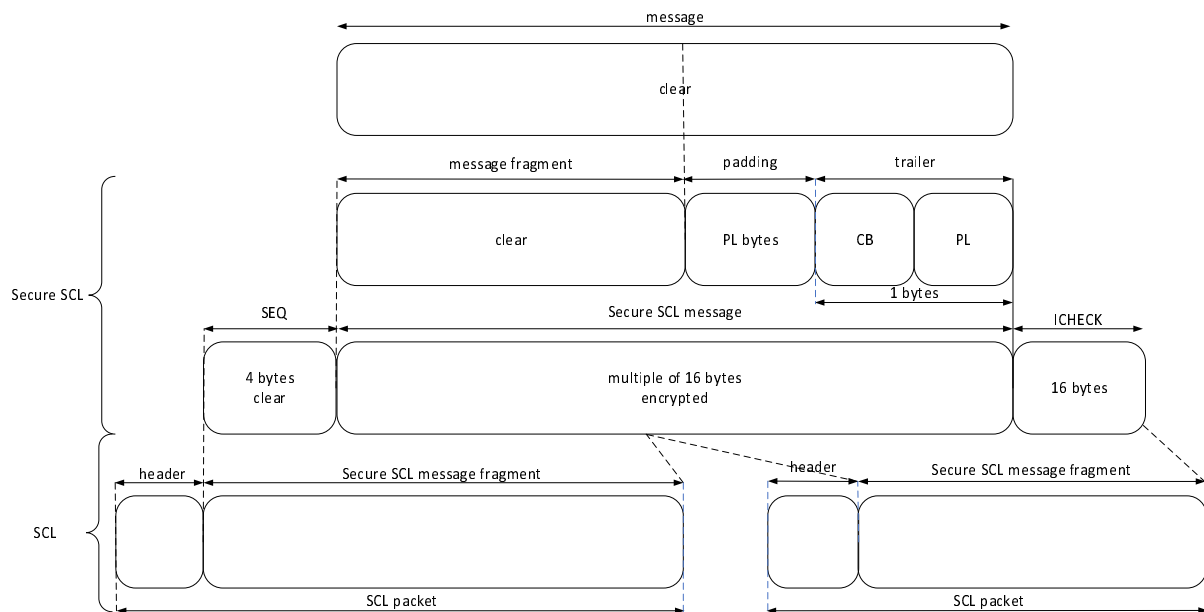 message
clear
message fragment
padding
trailer
clear
PL bytes
CB
PL
1 bytes
Secure SCL
SEQ
Secure SCL message
ICHECK
4 bytes
clear
multiple of 16 bytes
encrypted
16 bytes
header
Secure SCL message fragment
header
Secure SCL message fragment
SCL
SCL packet
SCL packet